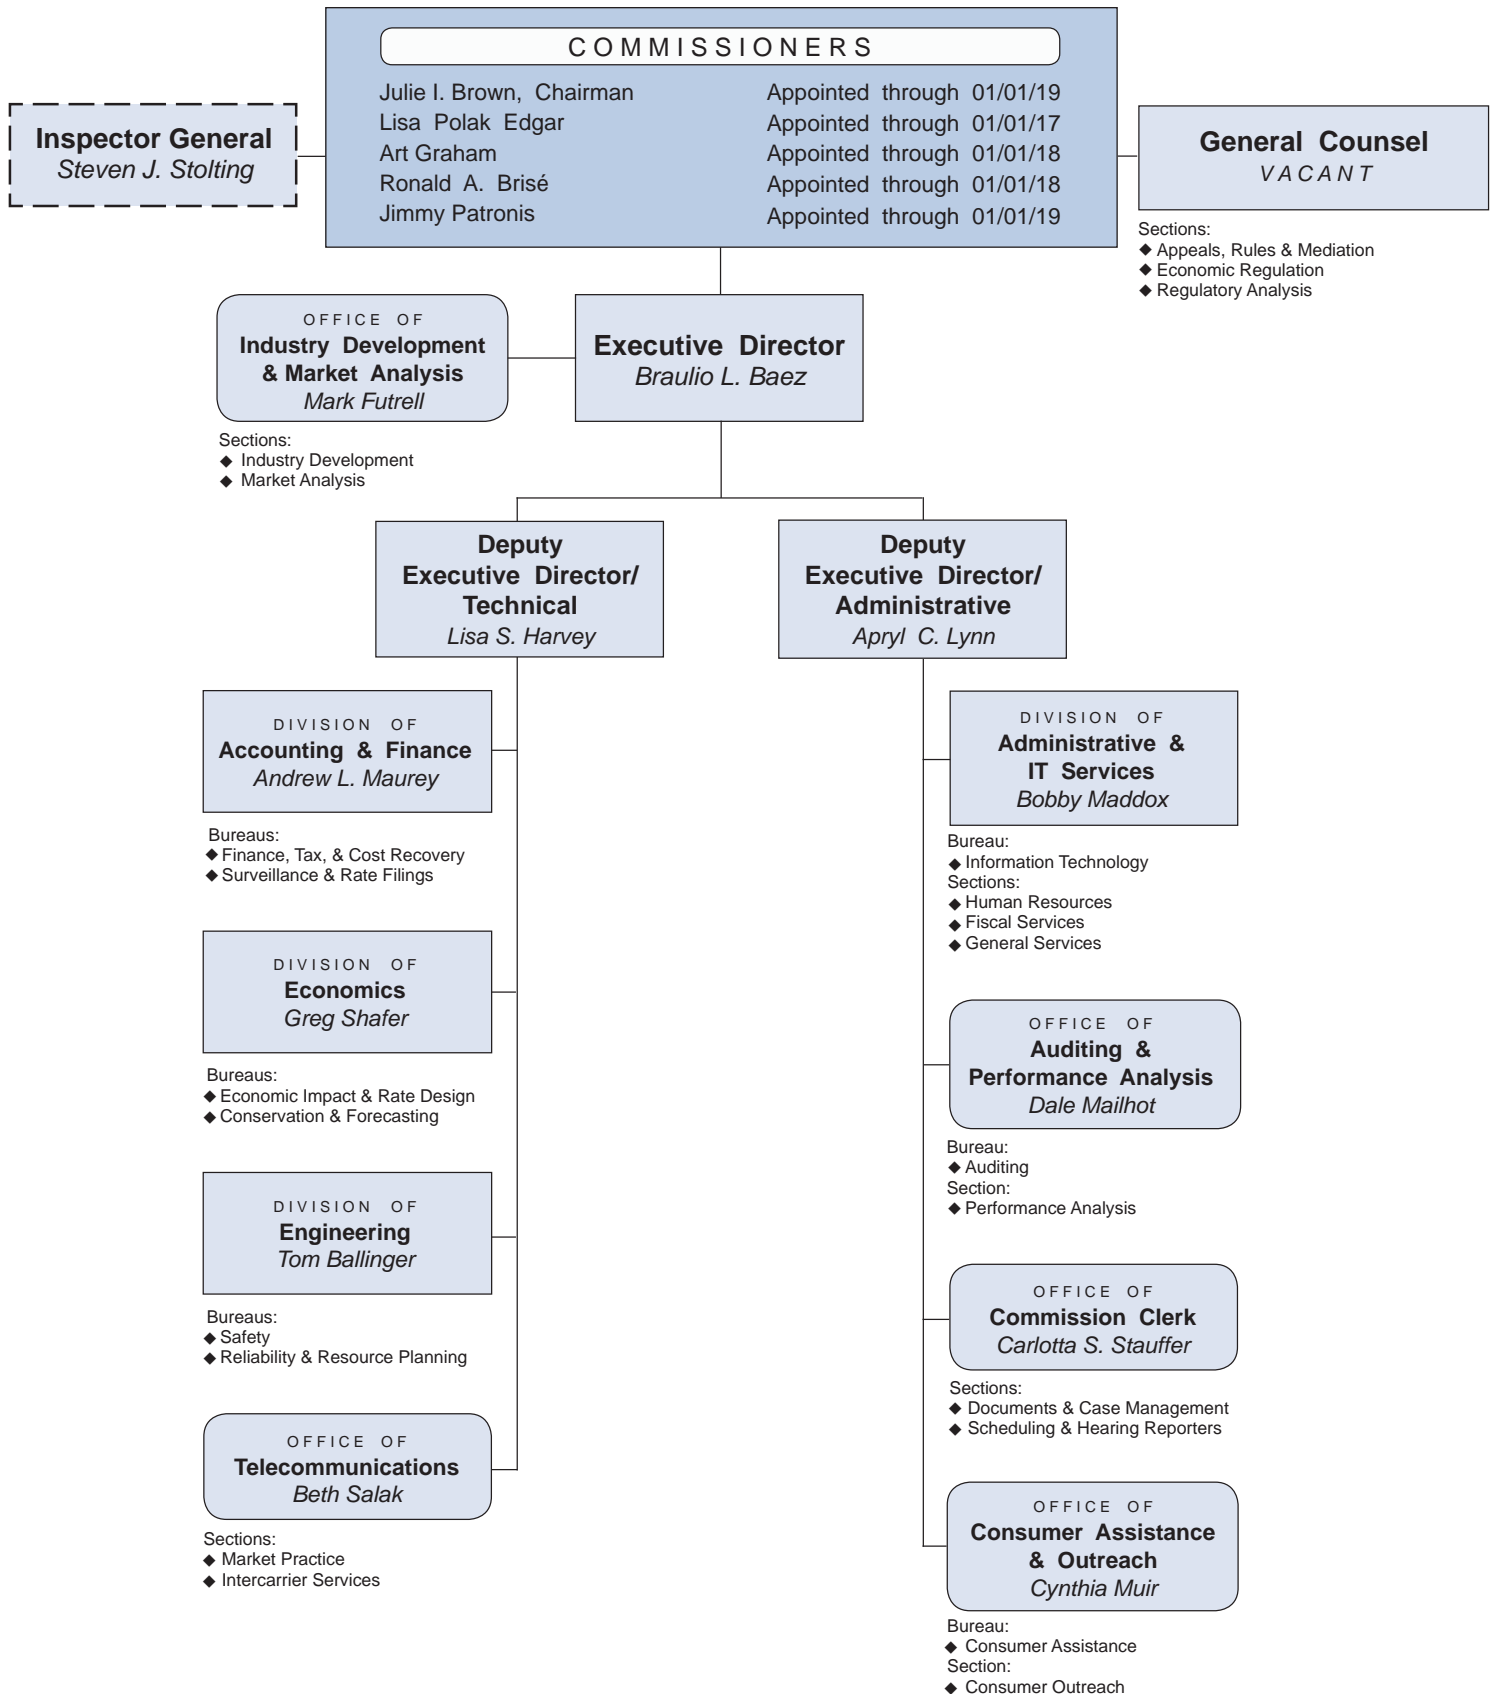 COMMISSIONERS
Julie I. Brown, Chairman Appointed through 01/01/19
Lisa Polak Edgar Appointed through 01/01/17
Art Graham Appointed through 01/01/18
Ronald A. Brisé Appointed through 01/01/18
Jimmy Patronis Appointed through 01/01/19
Inspector General
Steven J. Stolting
General Counsel
VACANT
Sections:
◆ Appeals, Rules & Mediation
◆ Economic Regulation
◆ Regulatory Analysis
OFFICE OF
Industry Development
& Market Analysis
Mark Futrell
Sections:
◆ Industry Development
◆ Market Analysis
Executive Director
Braulio L. Baez
Deputy
Executive Director/
Technical
Lisa S. Harvey
Deputy
Executive Director/
Administrative
Apryl C. Lynn
DIVISION OF
Accounting & Finance
Andrew L. Maurey
Bureaus:
◆ Finance, Tax, & Cost Recovery
◆ Surveillance & Rate Filings
DIVISION OF
Economics
Greg Shafer
Bureaus:
◆ Economic Impact & Rate Design
◆ Conservation & Forecasting
DIVISION OF
Engineering
Tom Ballinger
Bureaus:
◆ Safety
◆ Reliability & Resource Planning
OFFICE OF
Telecommunications
Beth Salak
Sections:
◆ Market Practice
◆ Intercarrier Services
DIVISION OF
Administrative &
IT Services
Bobby Maddox
Bureau:
◆ Information Technology
Sections:
◆ Human Resources
◆ Fiscal Services
◆ General Services
OFFICE OF
Auditing &
Performance Analysis
Dale Mailhot
Bureau:
◆ Auditing
Section:
◆ Performance Analysis
OFFICE OF
Commission Clerk
Carlotta S. Stauffer
Sections:
◆ Documents & Case Management
◆ Scheduling & Hearing Reporters
OFFICE OF
Consumer Assistance
& Outreach
Cynthia Muir
Bureau:
◆ Consumer Assistance
Section:
◆ Consumer Outreach